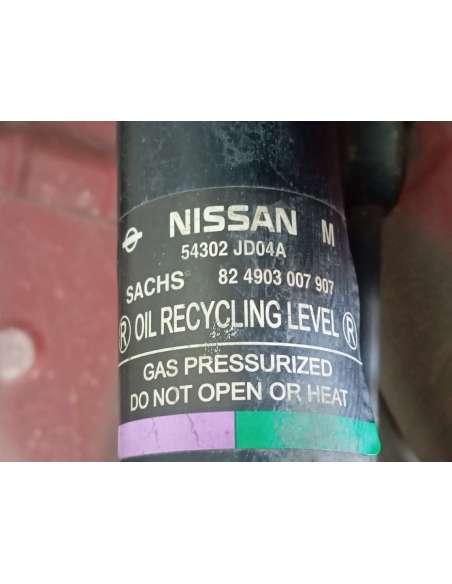 NISSAN M
54302 JD04A
SACHS 82 4903 007 907
R OIL RECYCLING LEVEL R
GAS PRESSURIZED
DO NOT OPEN OR HEAT